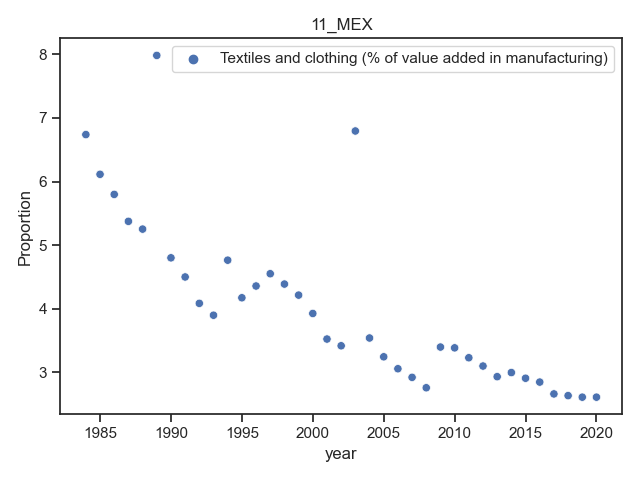 11_MEX
Textiles and clothing (% of value added in manufacturing)
8
7
6
5
4
3
Proportion
1985 1990 1995 2000 2005 2010 2015 2020
year